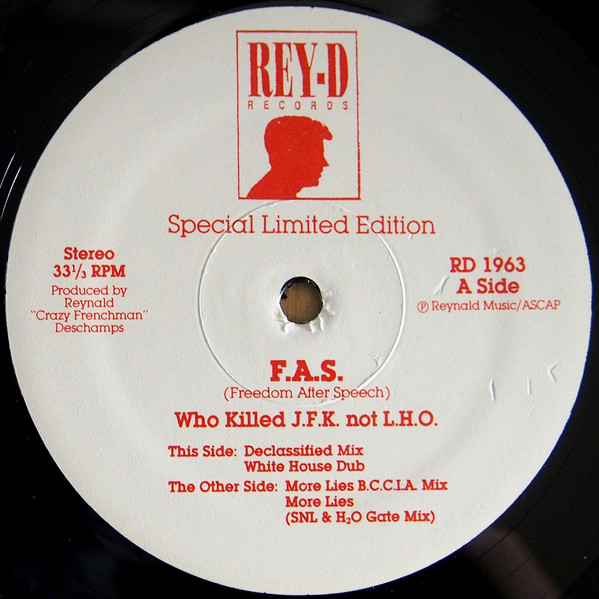 REY-D
RECORDS
Special Limited Edition
Stereo
33 1/3 RPM
Produced by
Reynald
"Crazy Frenchman"
Deschamps
RD 1963
A Side
℗ Reynald Music/ASCAP
F.A.S.
(Freedom After Speech)
Who Killed J.F.K. not L.H.O.
This Side: Declassified Mix
White House Dub
The Other Side: More Lies B.C.C.I.A. Mix
More Lies
(SNL & H₂O Gate Mix)